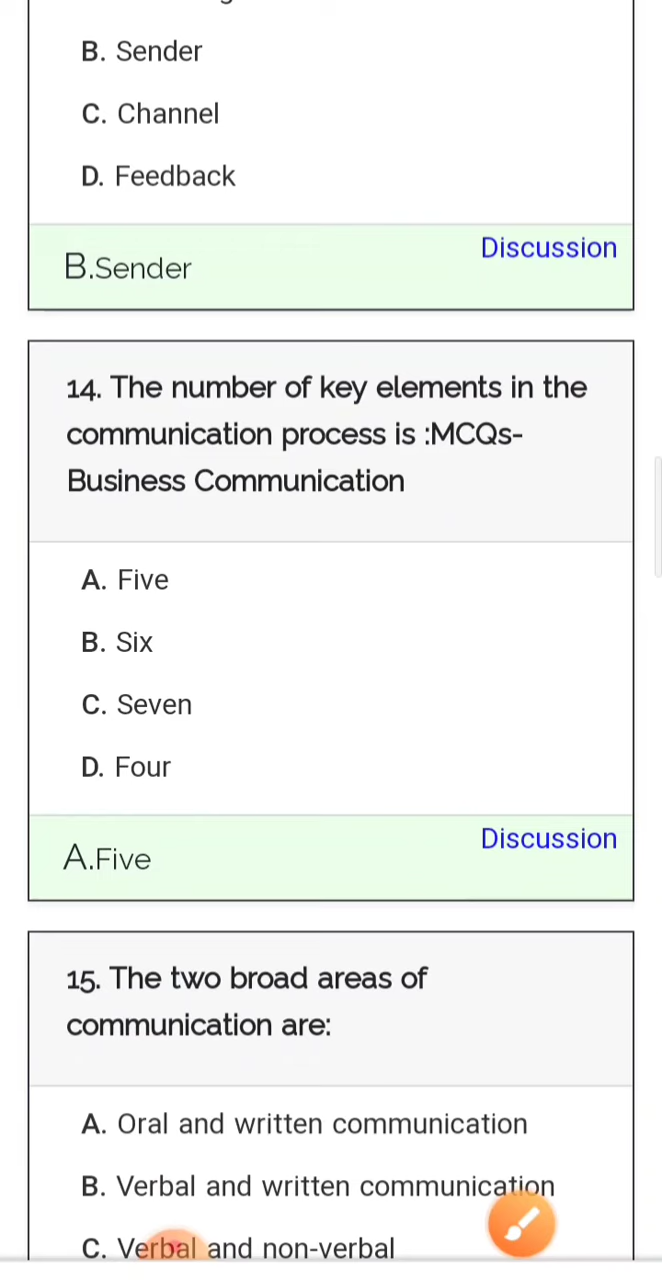 B. Sender
C. Channel
D. Feedback
Discussion
B.Sender
14. The number of key elements in the
communication process is :MCQs-
Business Communication
A. Five
B. Six
C. Seven
D. Four
Discussion
A.Five
15. The two broad areas of
communication are:
A. Oral and written communication
B. Verbal and written communication
C. Verbal and non-verbal